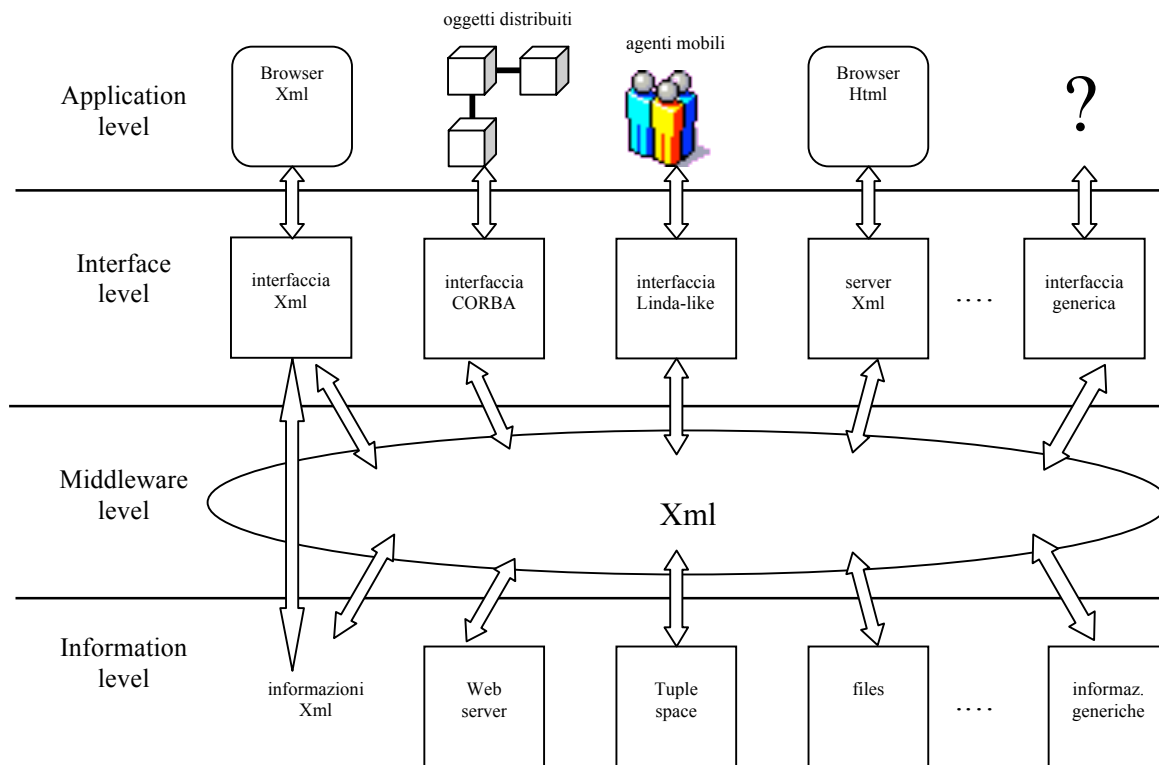 oggetti distribuiti
agenti mobili
Application
level
Browser
Xml
Browser
Html
?
Interface
level
interfaccia
Xml
interfaccia
CORBA
interfaccia
Linda-like
server
Xml
....
interfaccia
generica
Middleware
level
Xml
Information
level
informazioni
Xml
Web
server
Tuple
space
files
....
informaz.
generiche